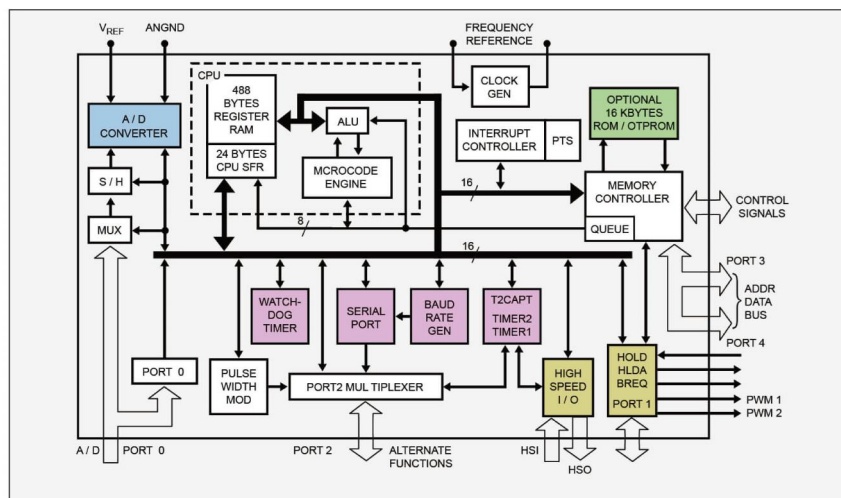 VREF
ANGND
FREQUENCY
REFERENCE
CPU
488
BYTES
REGISTER
RAM
24 BYTES
CPU SFR
ALU
MCROCODE
ENGINE
CLOCK
GEN
OPTIONAL
16 KBYTES
ROM / OTPROM
A / D
CONVERTER
S / H
MUX
INTERRUPT
CONTROLLER
PTS
MEMORY
CONTROLLER
QUEUE
CONTROL
SIGNALS
16
8
16
PORT 3
ADDR
DATA
BUS
PORT 4
WATCH-
DOG
TIMER
SERIAL
PORT
BAUD
RATE
GEN
T2CAPT
TIMER2
TIMER1
PORT 0
PULSE
WIDTH
MOD
PORT2 MUL TIPLEXER
HIGH
SPEED
I / O
HOLD
HLDA
BREQ
PORT 1
PWM 1
PWM 2
A / D
PORT 0
PORT 2
ALTERNATE
FUNCTIONS
HSI
HSO